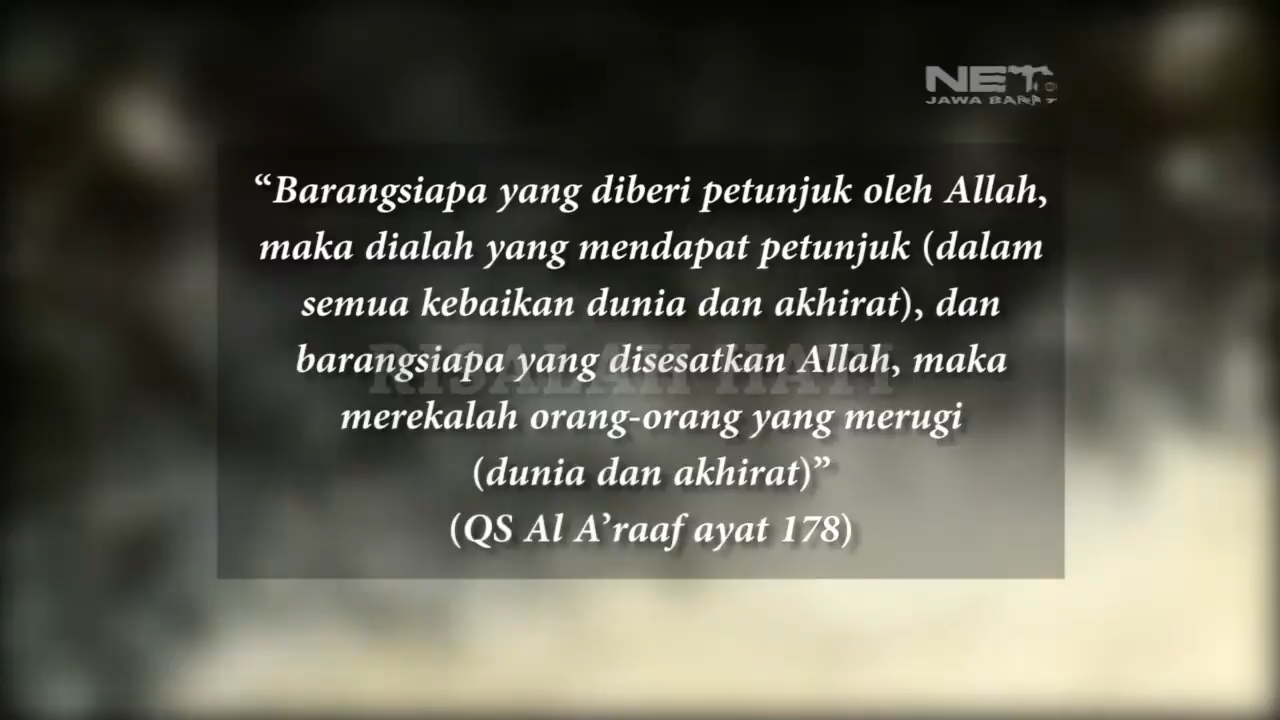 NET.
JAWA BARAT
“Barangsiapa yang diberi petunjuk oleh Allah,
maka dialah yang mendapat petunjuk (dalam
semua kebaikan dunia dan akhirat), dan
barangsiapa yang disesatkan Allah, maka
RISALAH HATI
merekalah orang-orang yang merugi
(dunia dan akhirat)”
(QS Al A’raaf ayat 178)